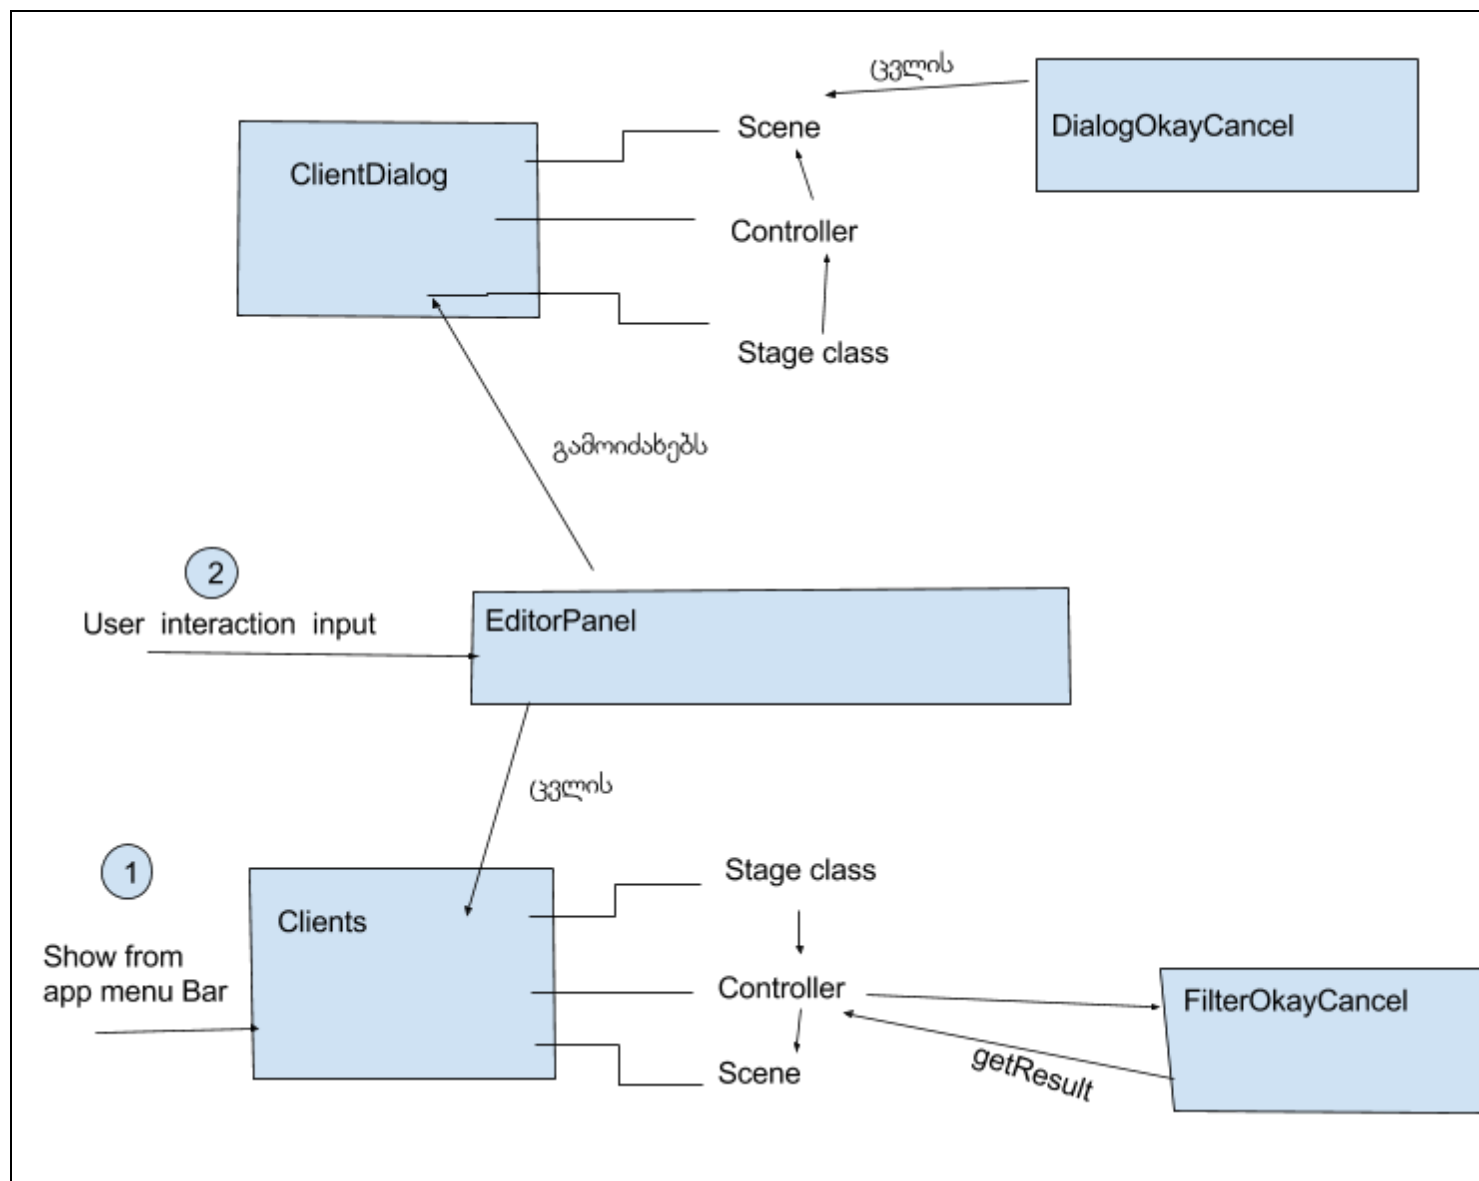 ცვლის
Scene
DialogOkayCancel
ClientDialog
Controller
Stage class
გამოიძახებს
2
User interaction input
EditorPanel
ცვლის
1
Stage class
Clients
Show from
app menu Bar
Controller
FilterOkayCancel
getResult
Scene